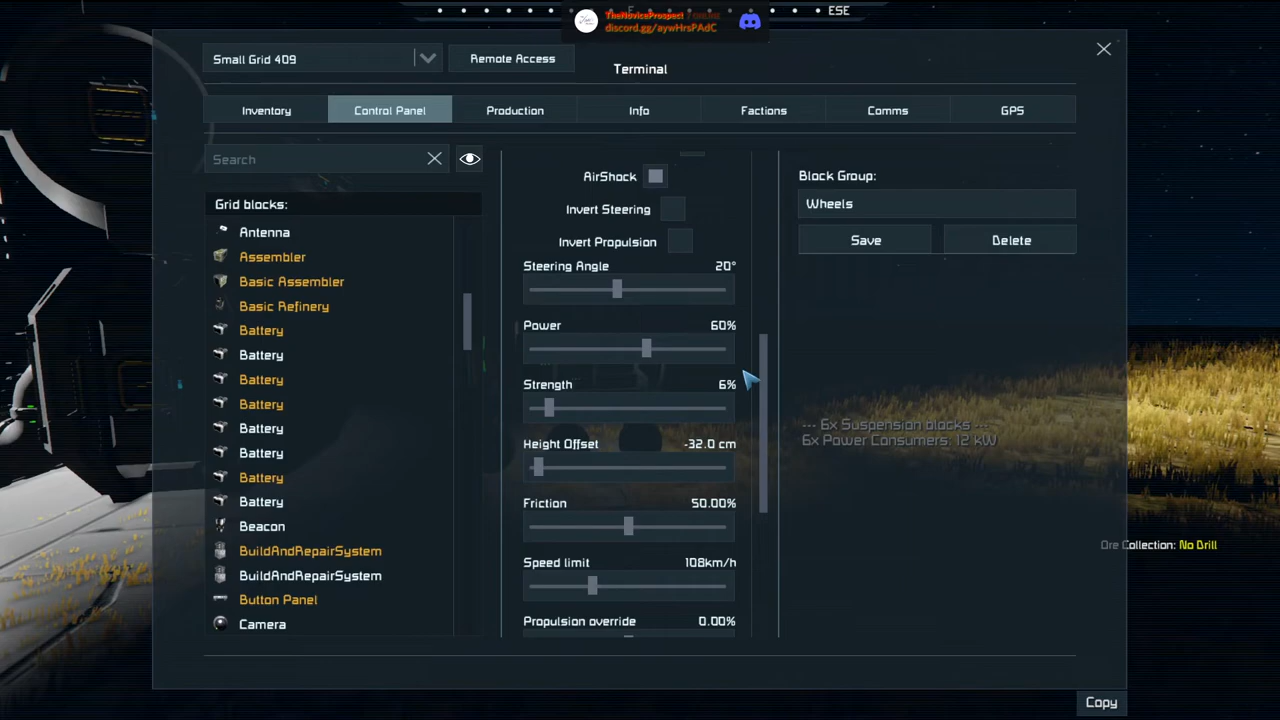 ESE
TheNoviceProspect
discord.gg/aywHrsPAdC
Small Grid 409
Remote Access
Terminal
Inventory
Control Panel
Production
Info
Factions
Comms
GPS
Search
Grid blocks:
Antenna
Assembler
Basic Assembler
Basic Refinery
Battery
Battery
Battery
Battery
Battery
Battery
Battery
Battery
Beacon
BuildAndRepairSystem
BuildAndRepairSystem
Button Panel
Camera
AirShock
Invert Steering
Invert Propulsion
Steering Angle 20°
Power 60%
Strength 6%
Height Offset -32.0 cm
Friction 50.00%
Speed limit 108km/h
Propulsion override 0.00%
Block Group:
Wheels
Save
Delete
--- 6x Suspension blocks ---
6x Power Consumers: 12 kW
Ore Collection: No Drill
Copy